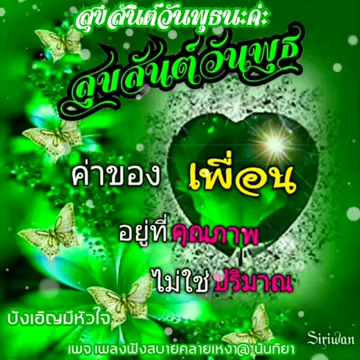 สุขสันต์วันพุธนะค่ะ
สุขสันต์วันพุธ
ค่าของ เพื่อน
อยู่ที่คุณภาพ
ไม่ใช่ ปริมาณ
บังเอิญมีหัวใจ
Siriwan
เพจ เพลงฟังสบายคลายเหงา@ นันทิยา